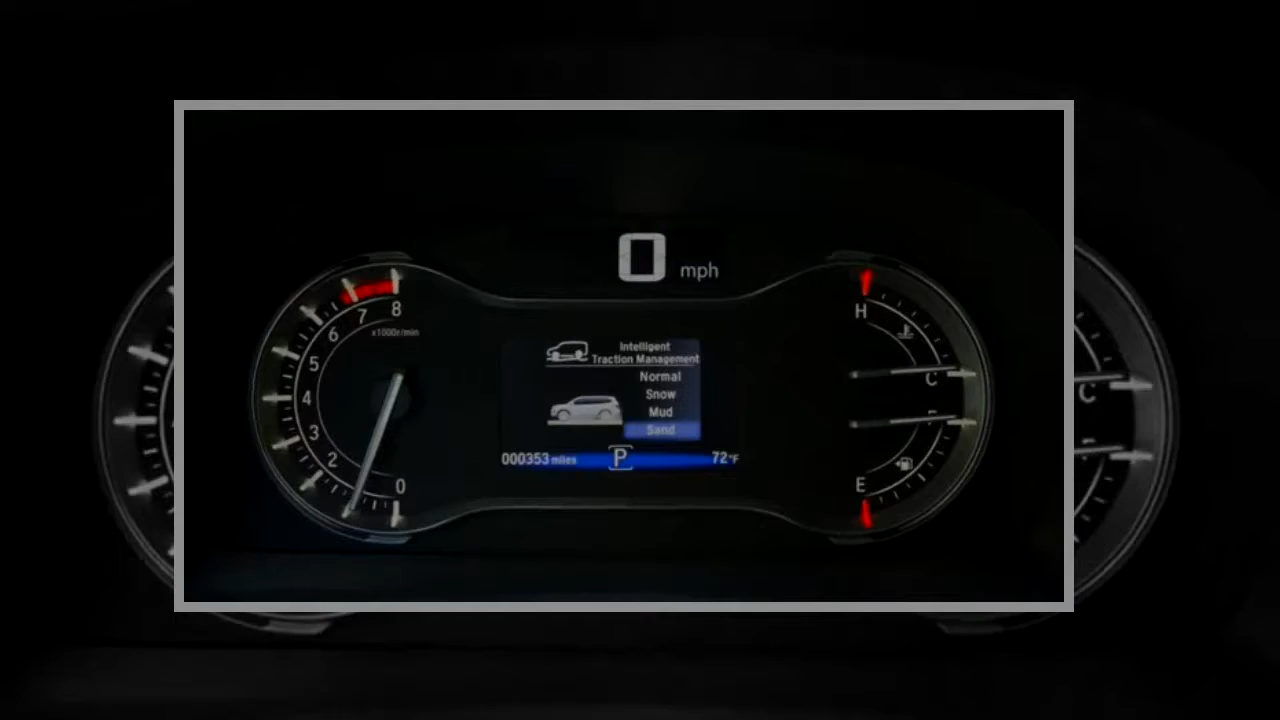 0 mph
8
7
6
x1000r/min
5
4
3
2
0
Intelligent
Traction Management
Normal
Snow
Mud
Sand
000353 miles P 72°F
H
C
E
C